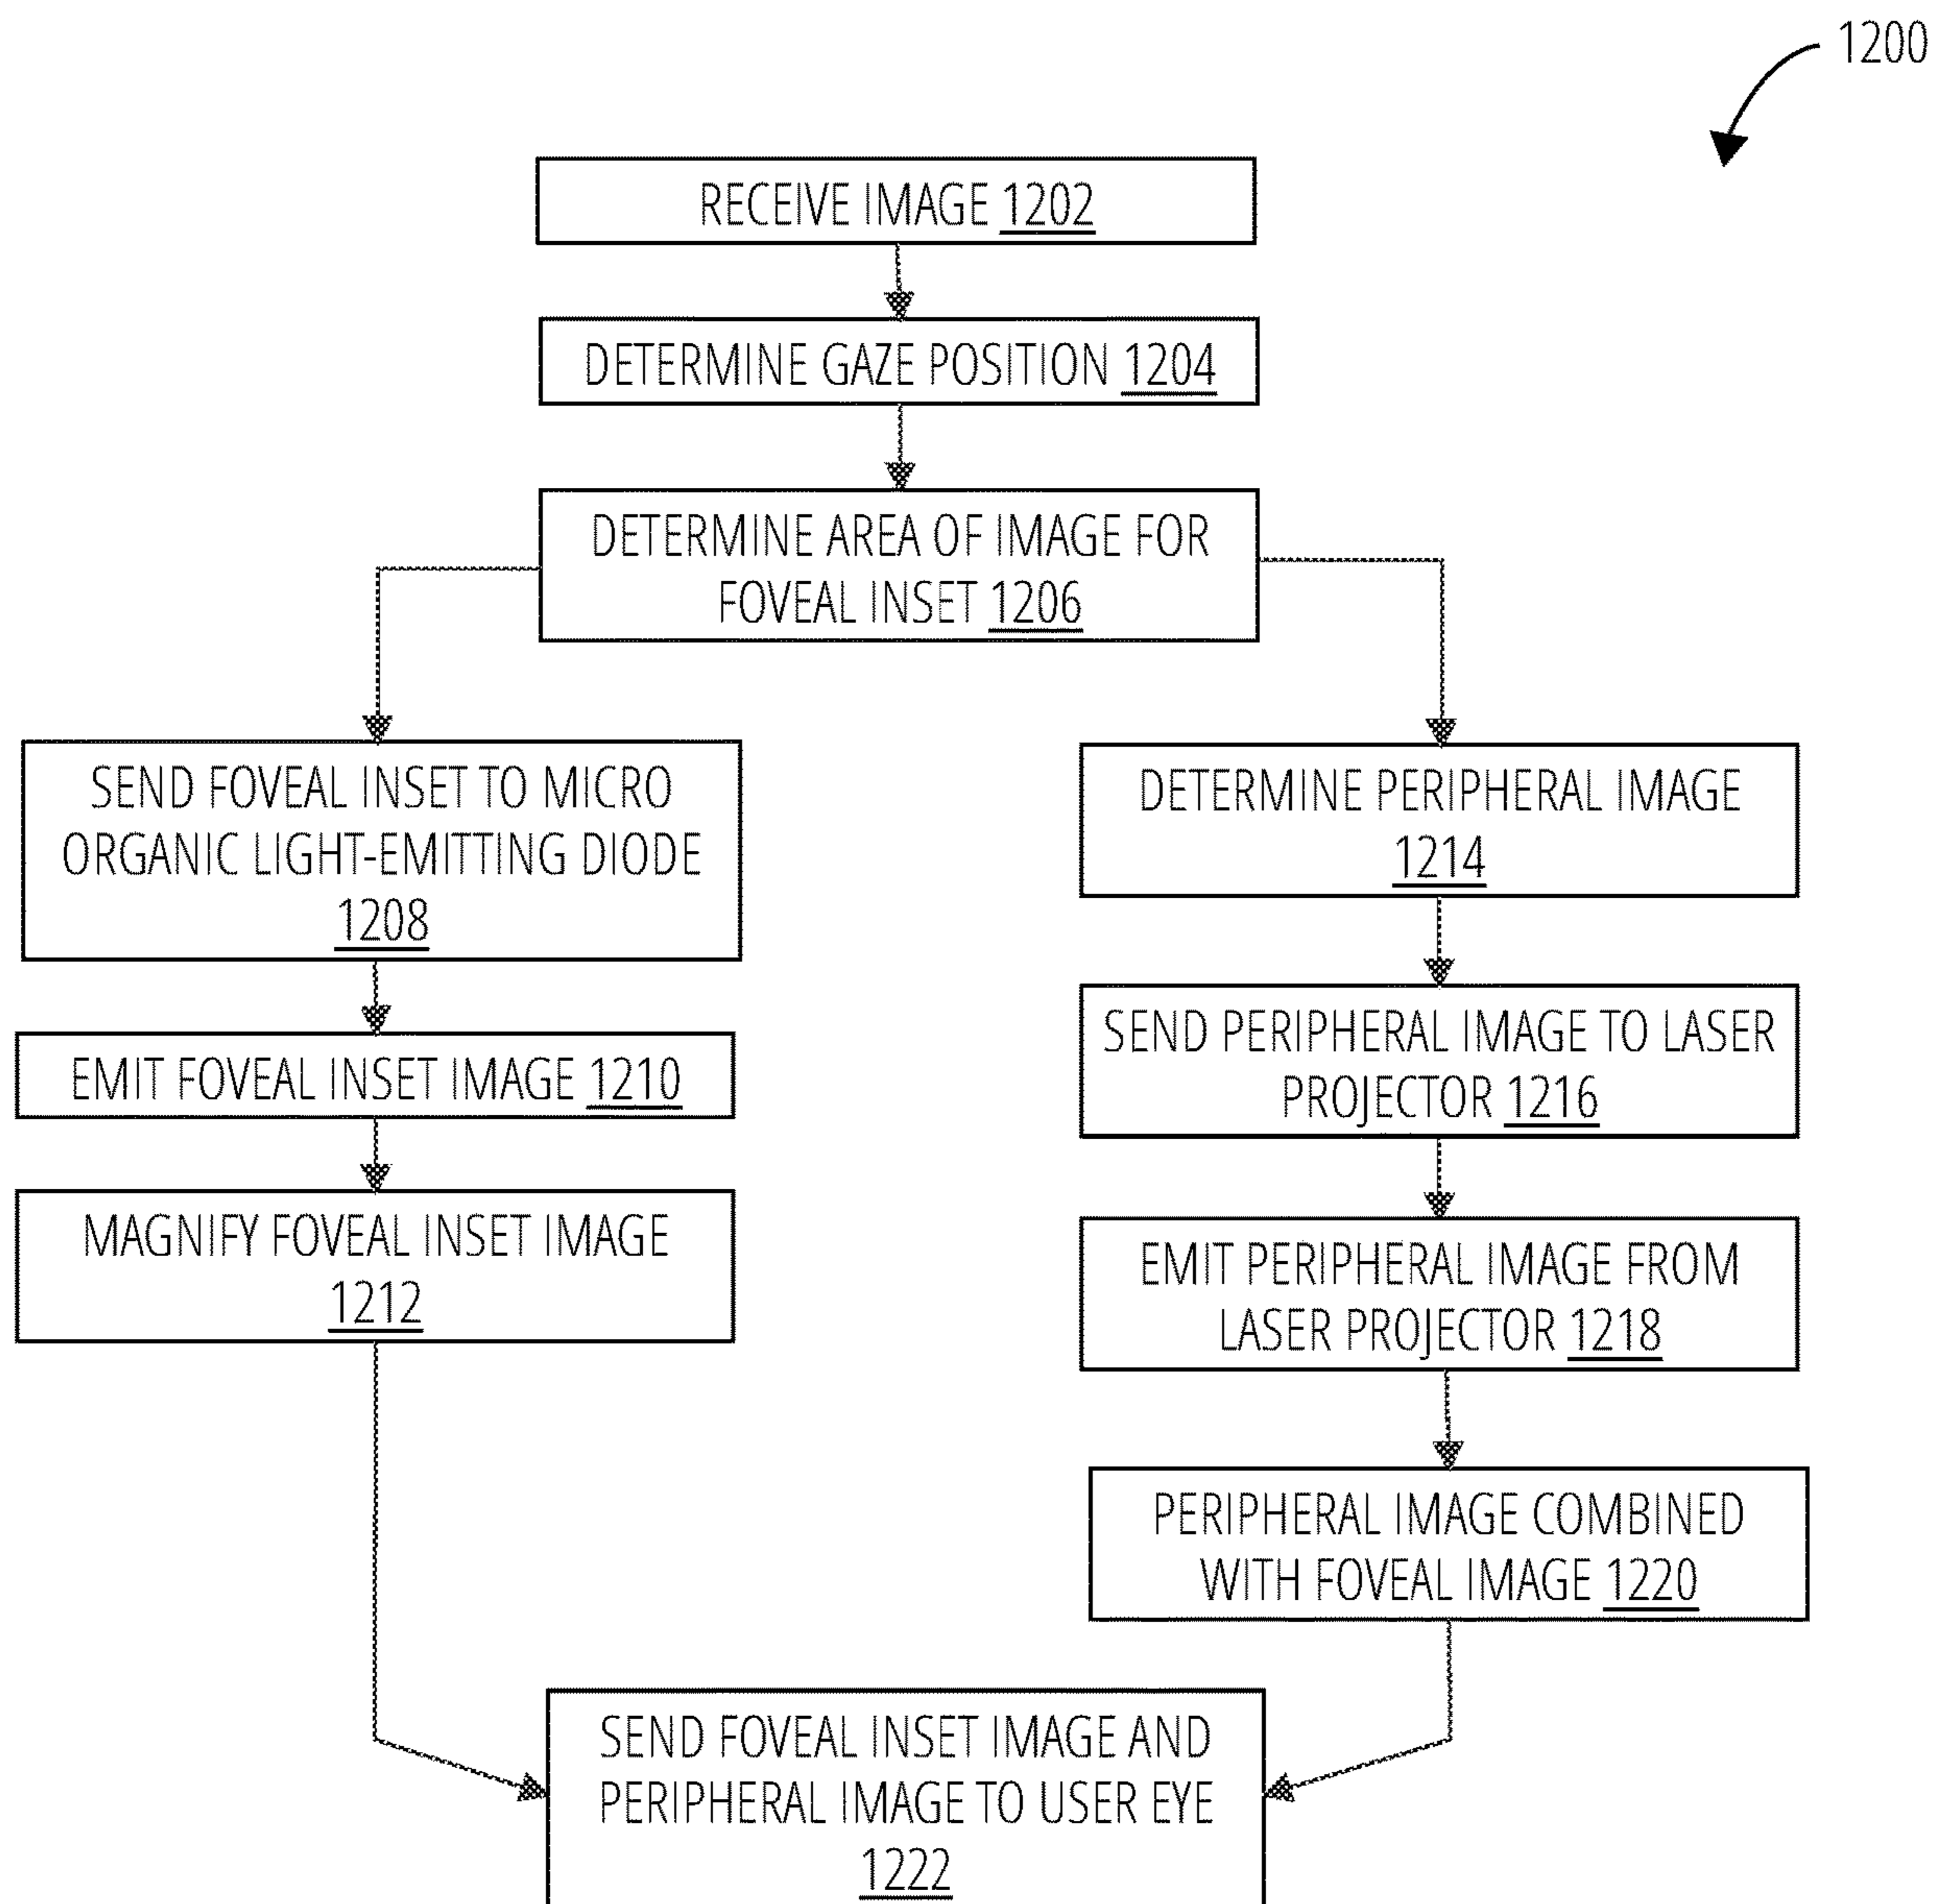 1200
RECEIVE IMAGE 1202
DETERMINE GAZE POSITION 1204
DETERMINE AREA OF IMAGE FOR
FOVEAL INSET 1206
SEND FOVEAL INSET TO MICRO
ORGANIC LIGHT-EMITTING DIODE
1208
EMIT FOVEAL INSET IMAGE 1210
MAGNIFY FOVEAL INSET IMAGE
1212
DETERMINE PERIPHERAL IMAGE
1214
SEND PERIPHERAL IMAGE TO LASER
PROJECTOR 1216
EMIT PERIPHERAL IMAGE FROM
LASER PROJECTOR 1218
PERIPHERAL IMAGE COMBINED
WITH FOVEAL IMAGE 1220
SEND FOVEAL INSET IMAGE AND
PERIPHERAL IMAGE TO USER EYE
1222